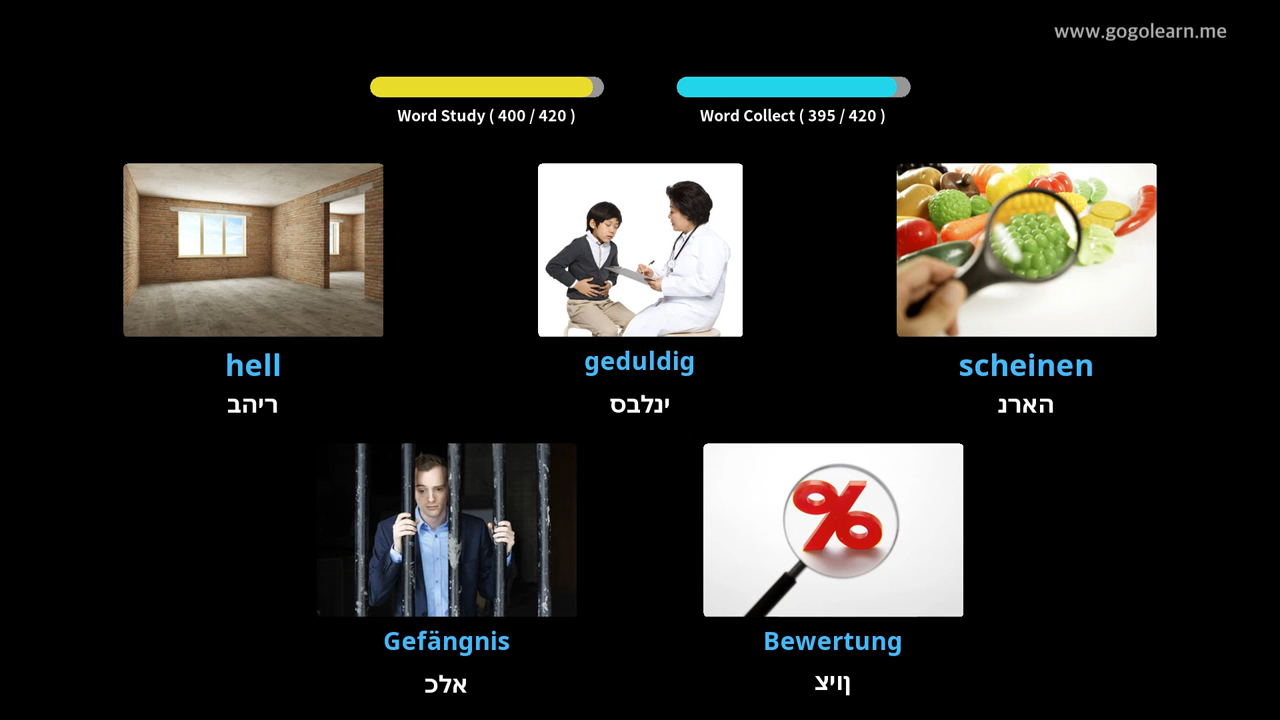 www.gogolearn.me
Word Study ( 400 / 420 )
Word Collect ( 395 / 420 )
hell
ריהב
geduldig
ינלבס
scheinen
הארנ
Gefängnis
אלכ
Bewertung
ןויצ